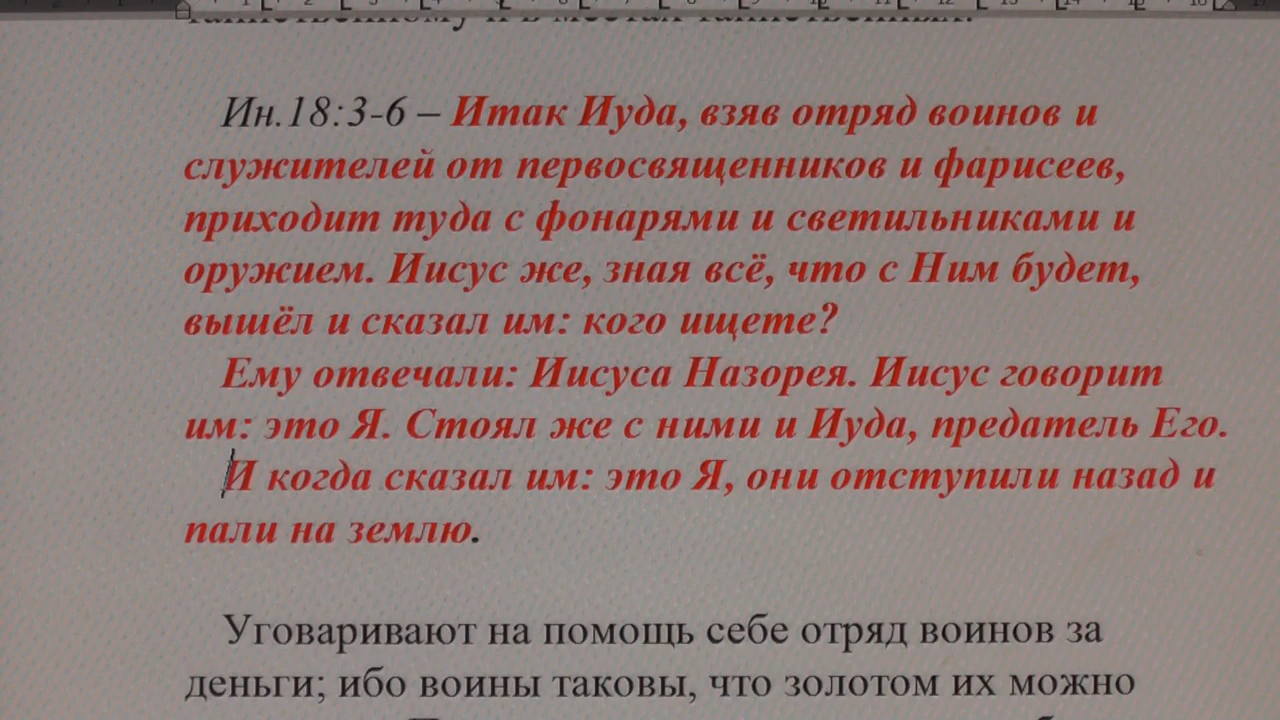 Ин.18:3-6 – Итак Иуда, взяв отряд воинов и
служителей от первосвященников и фарисеев,
приходит туда с фонарями и светильниками и
оружием. Иисус же, зная всё, что с Ним будет,
вышёл и сказал им: кого ищете?
Ему отвечали: Иисуса Назорея. Иисус говорит
им: это Я. Стоял же с ними и Иуда, предатель Его.
И когда сказал им: это Я, они отступили назад и
пали на землю.
Уговаривают на помощь себе отряд воинов за
деньги; ибо воины таковы, что золотом их можно